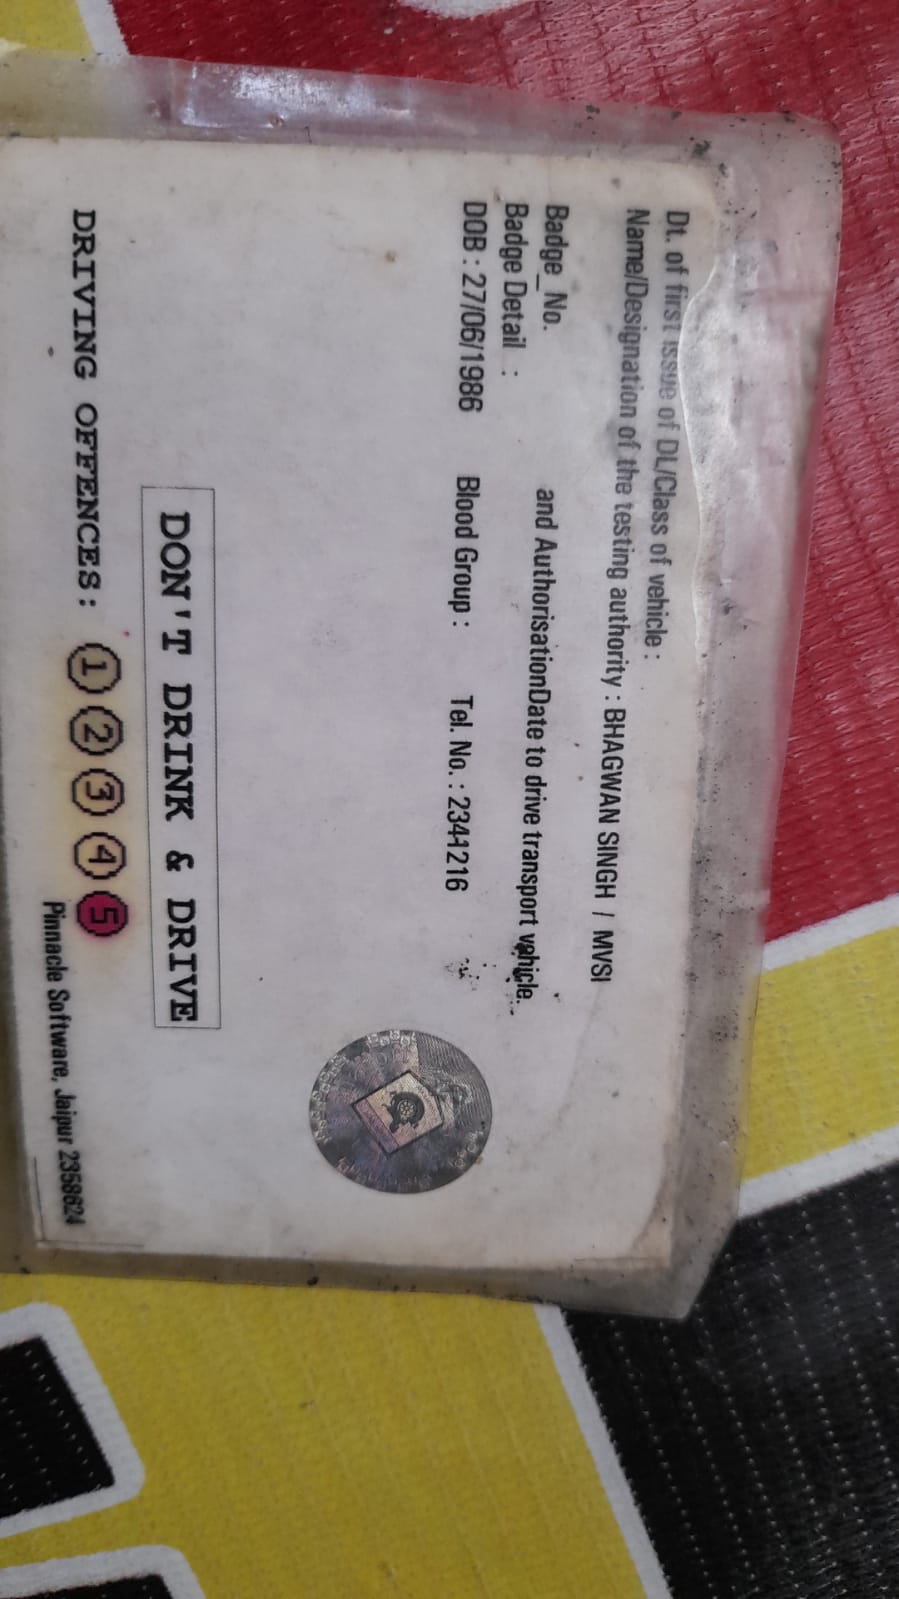 Dt. of first issue of DL/Class of vehicle :
Name/Designation of the testing authority : BHAGWAN SINGH / MVSI
Badge_No. and AuthorisationDate to drive transport vehicle.
Badge Detail :
DOB : 27/06/1986 Blood Group : Tel. No. : 2341216
DON'T DRINK & DRIVE
DRIVING OFFENCES: 1 2 3 4 5
Pinnacle Software, Jaipur 2358624